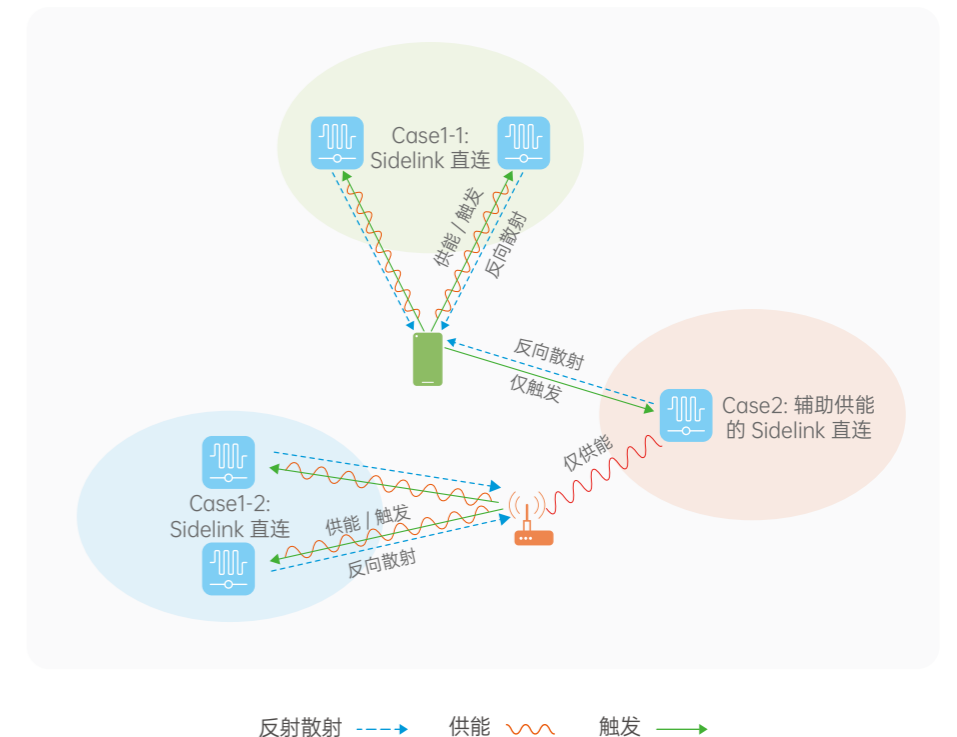 Case1-1:
Sidelink 直连
供能 / 触发
反向散射
反向散射
仅触发
Case2: 辅助供能
的 Sidelink 直连
仅供能
Case1-2:
Sidelink 直连
供能 / 触发
反向散射
反射散射
供能
触发